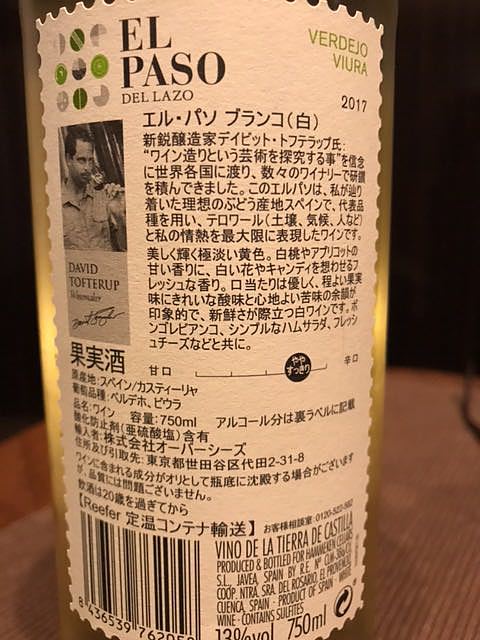 EL
PASO
DEL LAZO
VERDEJO
VIURA
2017
エル・パソ ブランコ（白）
新鋭醸造家デイビット・トフテラップ氏：
“ワイン造りという芸術を探究する事”を信念
に世界各国に渡り、数々のワイナリーで研鑽
を積んできました。このエルパソは、私が辿り
着いた理想のぶどう産地スペインで、代表品
種を用い、テロワール（土壌、気候、人など）
と私の情熱を最大限に表現したワインです。
美しく輝く極淡い黄色。白桃やアプリコットの
甘い香りに、白い花やキャンディを想わせるフ
レッシュな香り。口当たりは優しく、程よい果実
味にきれいな酸味と心地よい苦味の余韻が
印象的で、新鮮さが際立つ白ワインです。ボ
ンゴレビアンコ、シンプルなハムサラダ、フレッシ
ュチーズなどと共に。
DAVID
TOFTERUP
Winemaker
果実酒
甘口
やや
すっきり
辛口
原産地：スペイン/カスティーリャ
葡萄品種：ベルデホ、ビウラ
品名：ワイン 容量：750ml アルコール分は裏ラベルに記載
酸化防止剤（亜硫酸塩）含有
輸入者：株式会社オーバーシーズ
住所及び引取先：東京都世田谷区代田2-31-8
ワインに含まれる成分がオリとして瓶底に沈殿する場合がございます
が、品質には問題ございません。
飲酒は20歳を過ぎてから
【Reefer 定温コンテナ輸送】 お客様相談室：0120-522-582
VINO DE LA TIERRA DE CASTILLA
PRODUCED & BOTTLED FOR HAMMEKEN CELLARS
S.L. JAVEA, SPAIN BY R.E. Nº
COOP. NTRA. SRA. DEL ROSARIO, EL PROVENCIO,
CUENCA, SPAIN - PRODUCT OF SPAIN - WHITE
WINE - CONTAINS SULFITES
8 436539 762058
13%vol 750ml